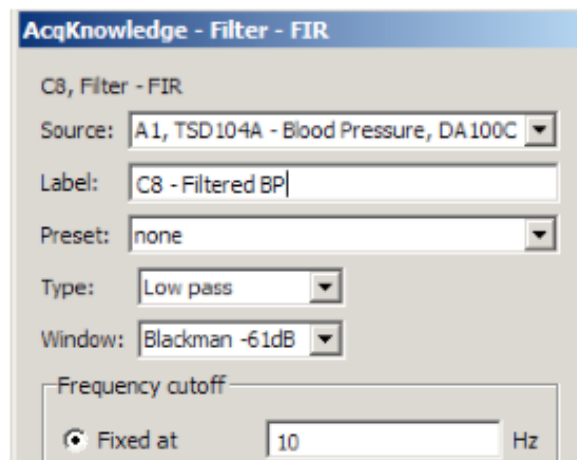 AcqKnowledge - Filter - FIR
C8, Filter - FIR
Source: A1, TSD104A - Blood Pressure, DA100C
Label: C8 - Filtered BP
Preset: none
Type: Low pass
Window: Blackman -61dB
Frequency cutoff
Fixed at 10 Hz